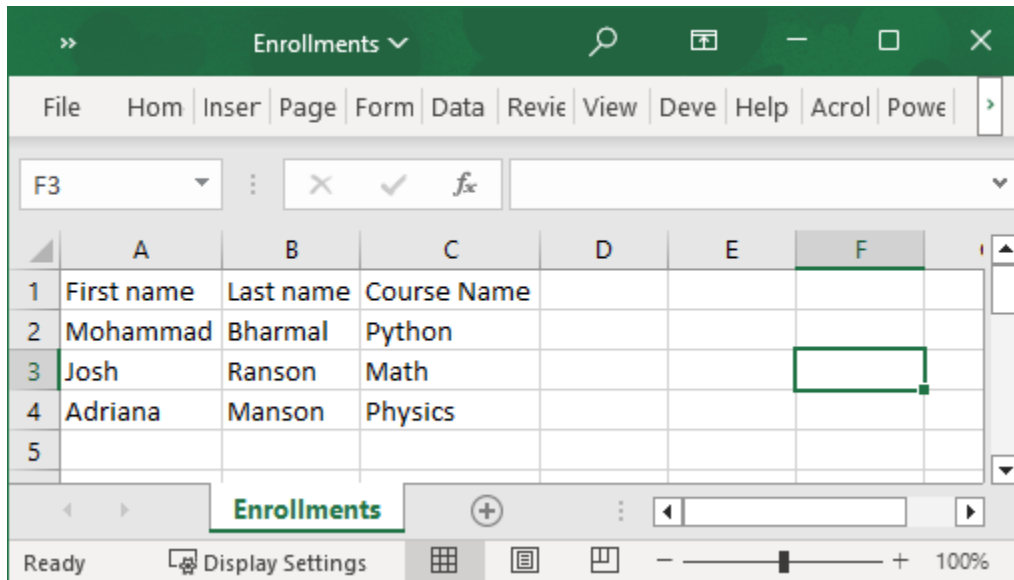 » Enrollments
File Hom Inser Page Form Data Revie View Deve Help Acrol Powe >
F3 fx
A B C D E F
1 First name Last name Course Name
2 Mohammad Bharmal Python
3 Josh Ranson Math
4 Adriana Manson Physics
5
Enrollments
Ready Display Settings 100%